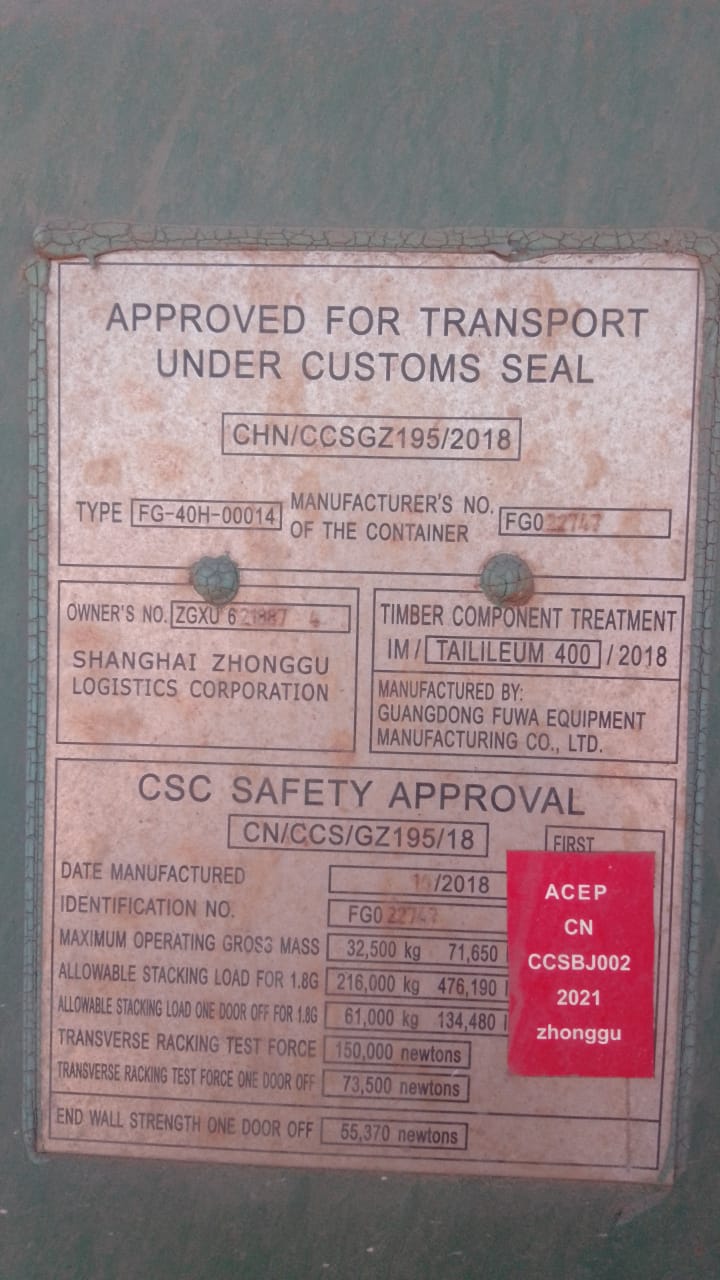 APPROVED FOR TRANSPORT
UNDER CUSTOMS SEAL
CHN/CCSGZ195/2018
TYPE FG-40H-00014
MANUFACTURER'S NO.
OF THE CONTAINER
FG022747
OWNER'S NO. ZGXU 6
SHANGHAI ZHONGGU
LOGISTICS CORPORATION
TIMBER COMPONENT TREATMENT
IM / TAILILEUM 400 / 2018
MANUFACTURED BY:
GUANGDONG FUWA EQUIPMENT
MANUFACTURING CO., LTD.
CSC SAFETY APPROVAL
CN/CCS/GZ195/18
FIRST
DATE MANUFACTURED /2018
IDENTIFICATION NO. FG022747
MAXIMUM OPERATING GROSS MASS 32,500 kg 71,650
ALLOWABLE STACKING LOAD FOR 1.8G 216,000 kg 476,190
ALLOWABLE STACKING LOAD ONE DOOR OFF FOR 1.8G 61,000 kg 134,480
TRANSVERSE RACKING TEST FORCE 150,000 newtons
TRANSVERSE RACKING TEST FORCE ONE DOOR OFF 73,500 newtons
END WALL STRENGTH ONE DOOR OFF 55,370 newtons
ACEP
CN
CCSBJ002
2021
zhonggu